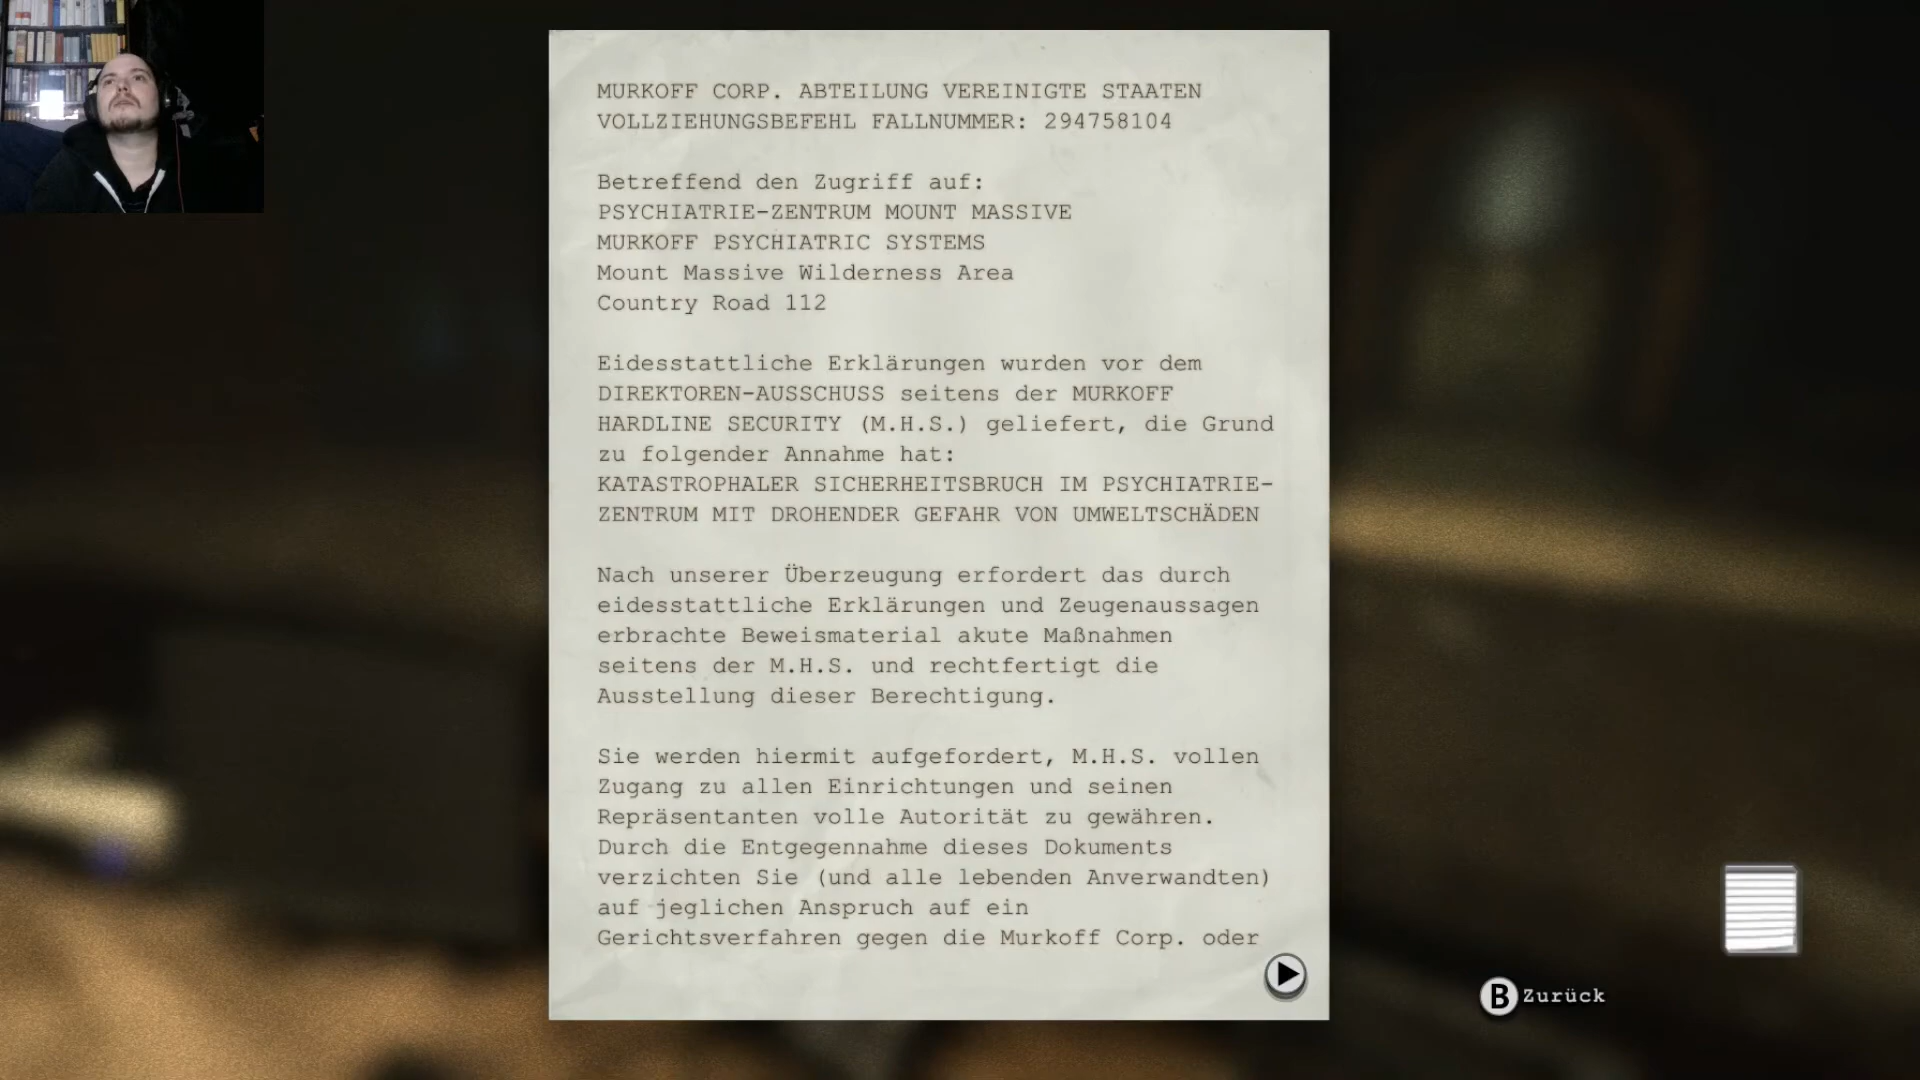 MURKOFF CORP. ABTEILUNG VEREINIGTE STAATEN
VOLLZIEHUNGSBEFEHL FALLNUMMER: 294758104
Betreffend den Zugriff auf:
PSYCHIATRIE-ZENTRUM MOUNT MASSIVE
MURKOFF PSYCHIATRIC SYSTEMS
Mount Massive Wilderness Area
Country Road 112
Eidesstattliche Erklärungen wurden vor dem
DIREKTOREN-AUSSCHUSS seitens der MURKOFF
HARDLINE SECURITY (M.H.S.) geliefert, die Grund
zu folgender Annahme hat:
KATASTROPHALER SICHERHEITSBRUCH IM PSYCHIATRIE-
ZENTRUM MIT DROHENDER GEFAHR VON UMWELTSCHÄDEN
Nach unserer Überzeugung erfordert das durch
eidesstattliche Erklärungen und Zeugenaussagen
erbrachte Beweismaterial akute Maßnahmen
seitens der M.H.S. und rechtfertigt die
Ausstellung dieser Berechtigung.
Sie werden hiermit aufgefordert, M.H.S. vollen
Zugang zu allen Einrichtungen und seinen
Repräsentanten volle Autorität zu gewähren.
Durch die Entgegennahme dieses Dokuments
verzichten Sie (und alle lebenden Anverwandten)
auf jeglichen Anspruch auf ein
Gerichtsverfahren gegen die Murkoff Corp. oder
B Zurück